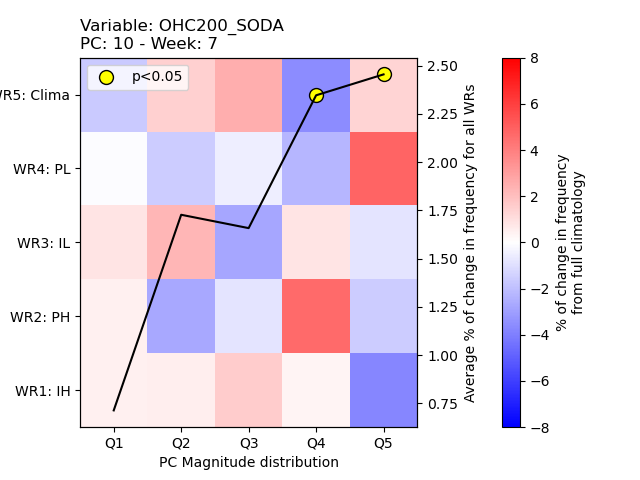 Variable: OHC200_SODA
PC: 10 - Week: 7
p<0.05
WR5: Clima
WR4: PL
WR3: IL
WR2: PH
WR1: IH
Q1 Q2 Q3 Q4 Q5
PC Magnitude distribution
2.50
2.25
2.00
1.75
1.50
1.25
1.00
0.75
Average % of change in frequency for all WRs
8
6
4
2
0
−2
−4
−6
−8
% of change in frequency
from full climatology